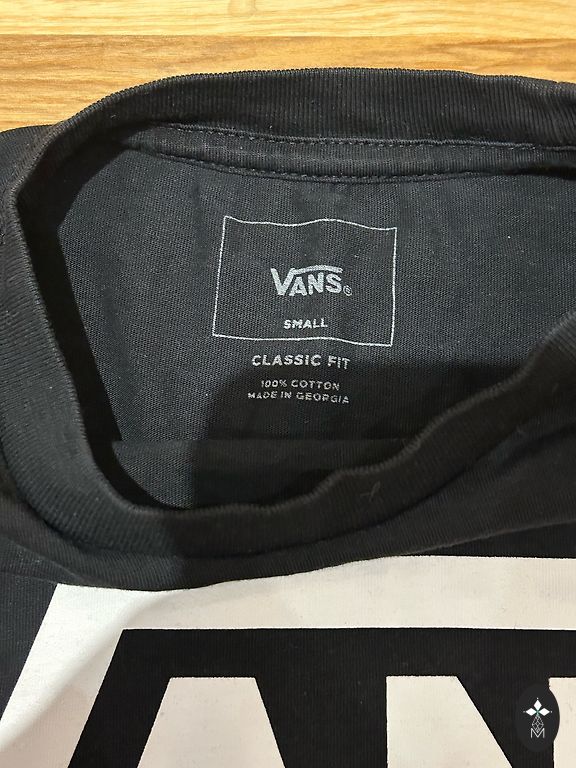 VANS®
SMALL
CLASSIC FIT
100% COTTON
MADE IN GEORGIA